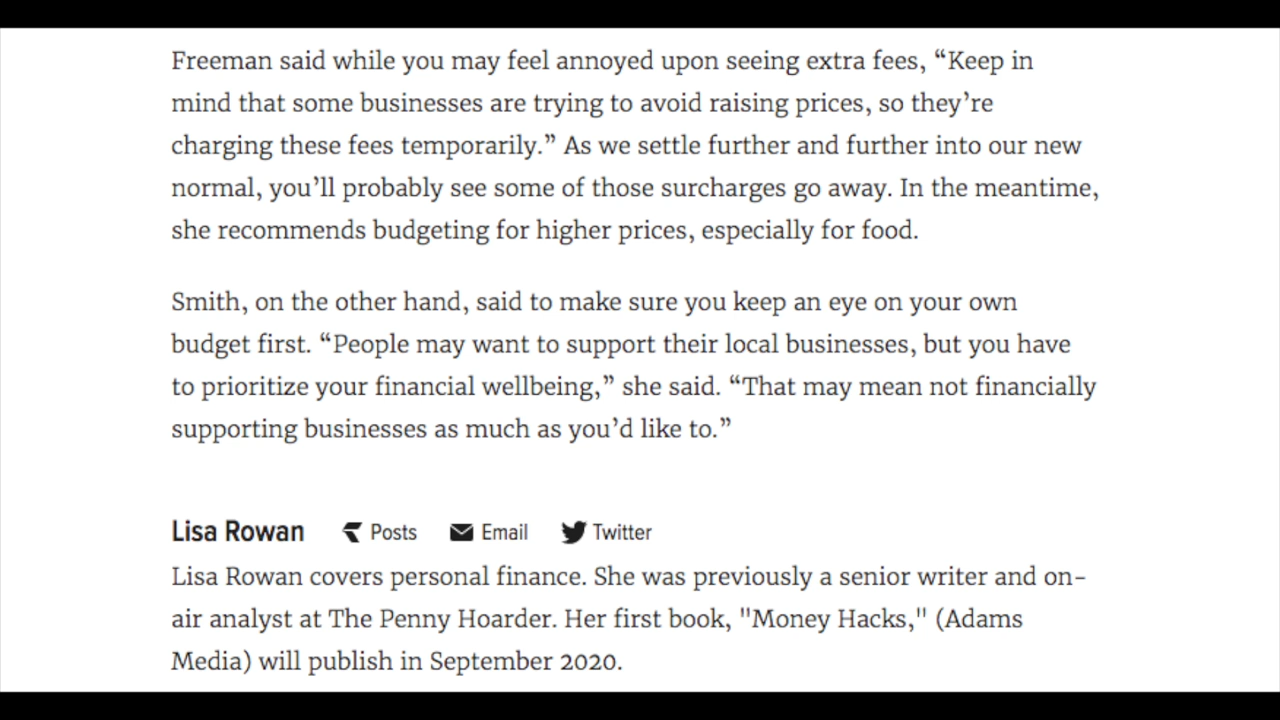 Freeman said while you may feel annoyed upon seeing extra fees, “Keep in
mind that some businesses are trying to avoid raising prices, so they’re
charging these fees temporarily.” As we settle further and further into our new
normal, you’ll probably see some of those surcharges go away. In the meantime,
she recommends budgeting for higher prices, especially for food.
Smith, on the other hand, said to make sure you keep an eye on your own
budget first. “People may want to support their local businesses, but you have
to prioritize your financial wellbeing,” she said. “That may mean not financially
supporting businesses as much as you’d like to.”
Lisa Rowan Posts Email Twitter
Lisa Rowan covers personal finance. She was previously a senior writer and on-
air analyst at The Penny Hoarder. Her first book, "Money Hacks," (Adams
Media) will publish in September 2020.